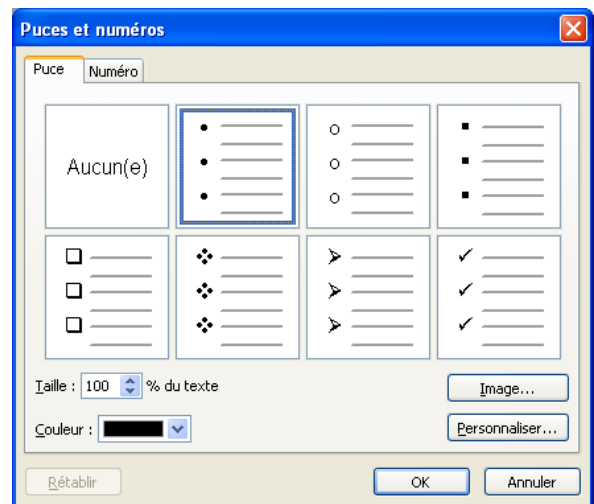 Puces et numéros
Puce Numéro
Aucun(e)
Taille : 100 % du texte
Image...
Couleur :
Personnaliser...
Rétablir OK Annuler